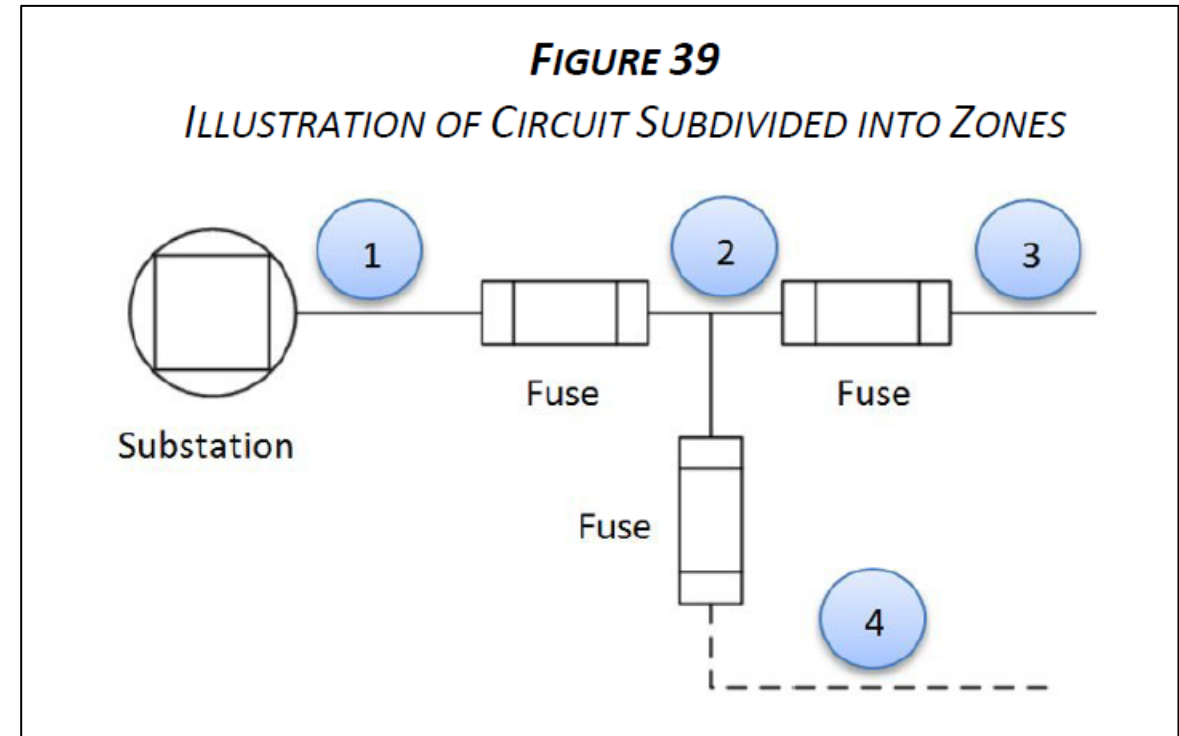 FIGURE 39
ILLUSTRATION OF CIRCUIT SUBDIVIDED INTO ZONES
1
2
3
Fuse
Fuse
Substation
Fuse
4